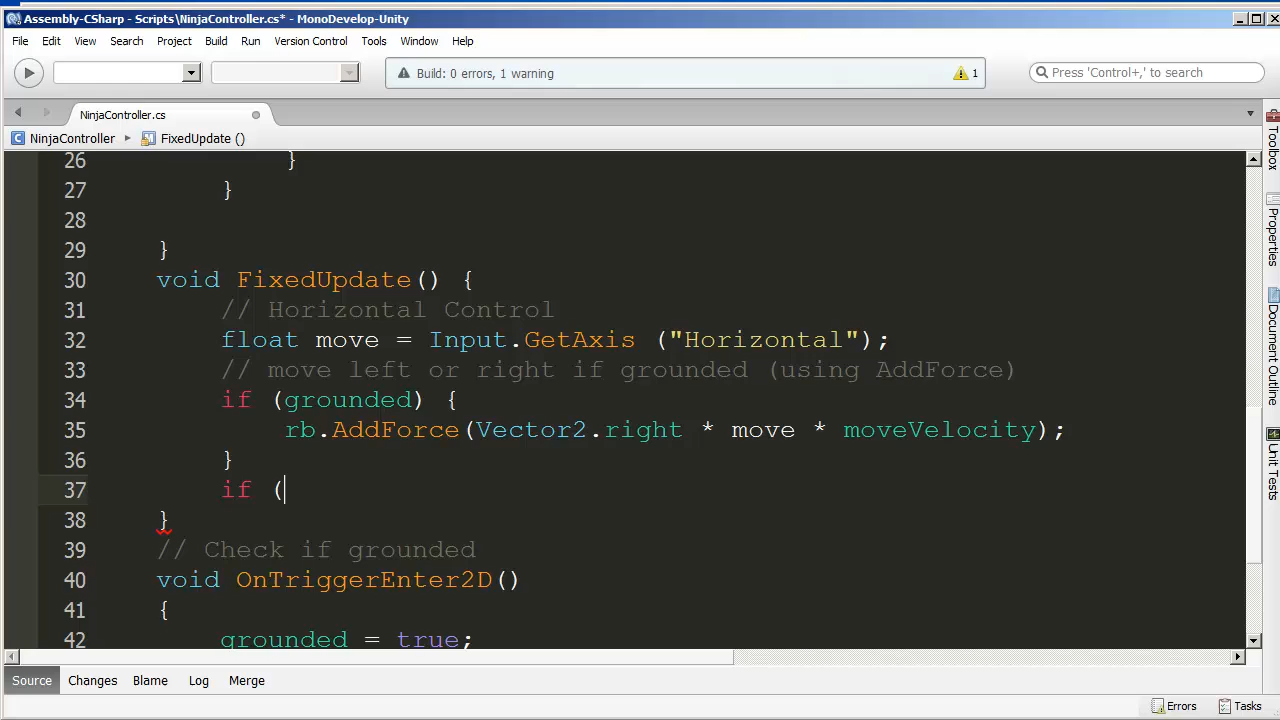 Assembly-CSharp - Scripts\NinjaController.cs* - MonoDevelop-Unity
File Edit View Search Project Build Run Version Control Tools Window Help
Build: 0 errors, 1 warning 1 Press 'Control+,' to search
NinjaController.cs
NinjaController FixedUpdate ()
26 }
27 }
28
29 }
30 void FixedUpdate() {
31 // Horizontal Control
32 float move = Input.GetAxis ("Horizontal");
33 // move left or right if grounded (using AddForce)
34 if (grounded) {
35 rb.AddForce(Vector2.right * move * moveVelocity);
36 }
37 if (
38 }
39 // Check if grounded
40 void OnTriggerEnter2D()
41 {
42 grounded = true;
Toolbox
Properties
Document Outline
Unit Tests
Source Changes Blame Log Merge
Errors Tasks